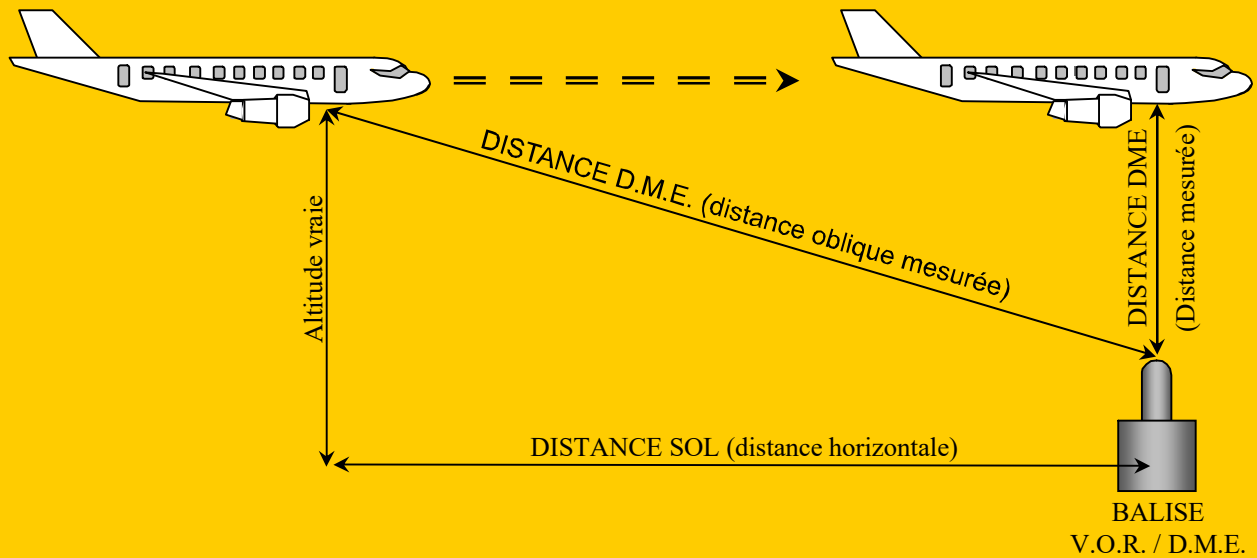 DISTANCE D.M.E. (distance oblique mesurée)
Altitude vraie
DISTANCE DME
(Distance mesurée)
DISTANCE SOL (distance horizontale)
BALISE
V.O.R. / D.M.E.